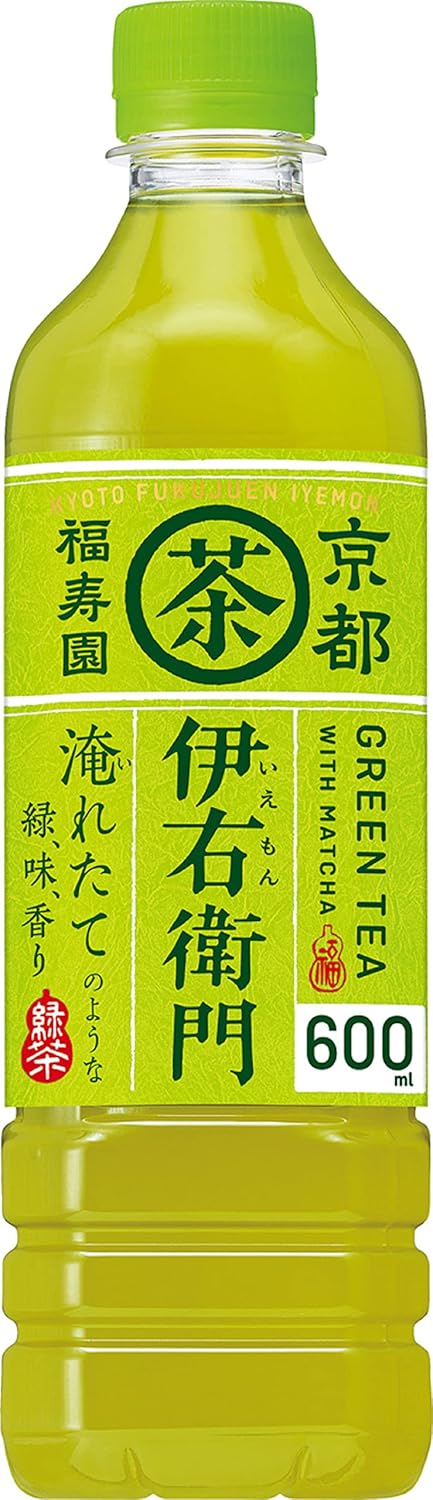 KYOTO FUKUJUEN IYEMON
京都
茶
福寿園
GREEN TEA
WITH MATCHA
福
600
ml
伊右衛門
いえもん
淹れたてのような
い
緑、味、香り
緑茶